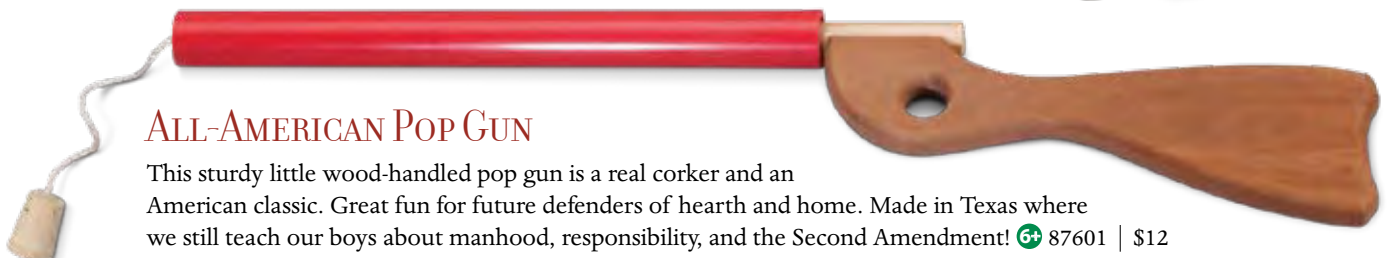 All-American Pop Gun
This sturdy little wood-handled pop gun is a real corker and an
American classic. Great fun for future defenders of hearth and home. Made in Texas where
we still teach our boys about manhood, responsibility, and the Second Amendment! 6+ 87601 | $12